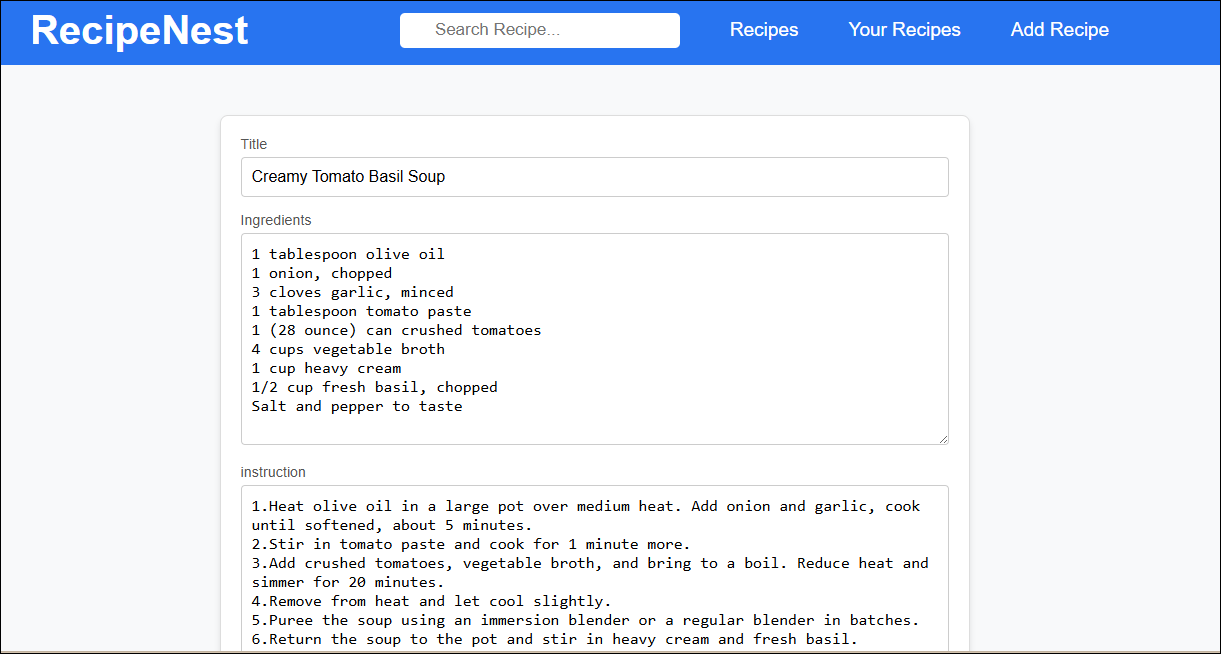 RecipeNest
Search Recipe...
Recipes
Your Recipes
Add Recipe
Title
Creamy Tomato Basil Soup
Ingredients
1 tablespoon olive oil
1 onion, chopped
3 cloves garlic, minced
1 tablespoon tomato paste
1 (28 ounce) can crushed tomatoes
4 cups vegetable broth
1 cup heavy cream
1/2 cup fresh basil, chopped
Salt and pepper to taste
instruction
1.Heat olive oil in a large pot over medium heat. Add onion and garlic, cook
until softened, about 5 minutes.
2.Stir in tomato paste and cook for 1 minute more.
3.Add crushed tomatoes, vegetable broth, and bring to a boil. Reduce heat and
simmer for 20 minutes.
4.Remove from heat and let cool slightly.
5.Puree the soup using an immersion blender or a regular blender in batches.
6.Return the soup to the pot and stir in heavy cream and fresh basil.